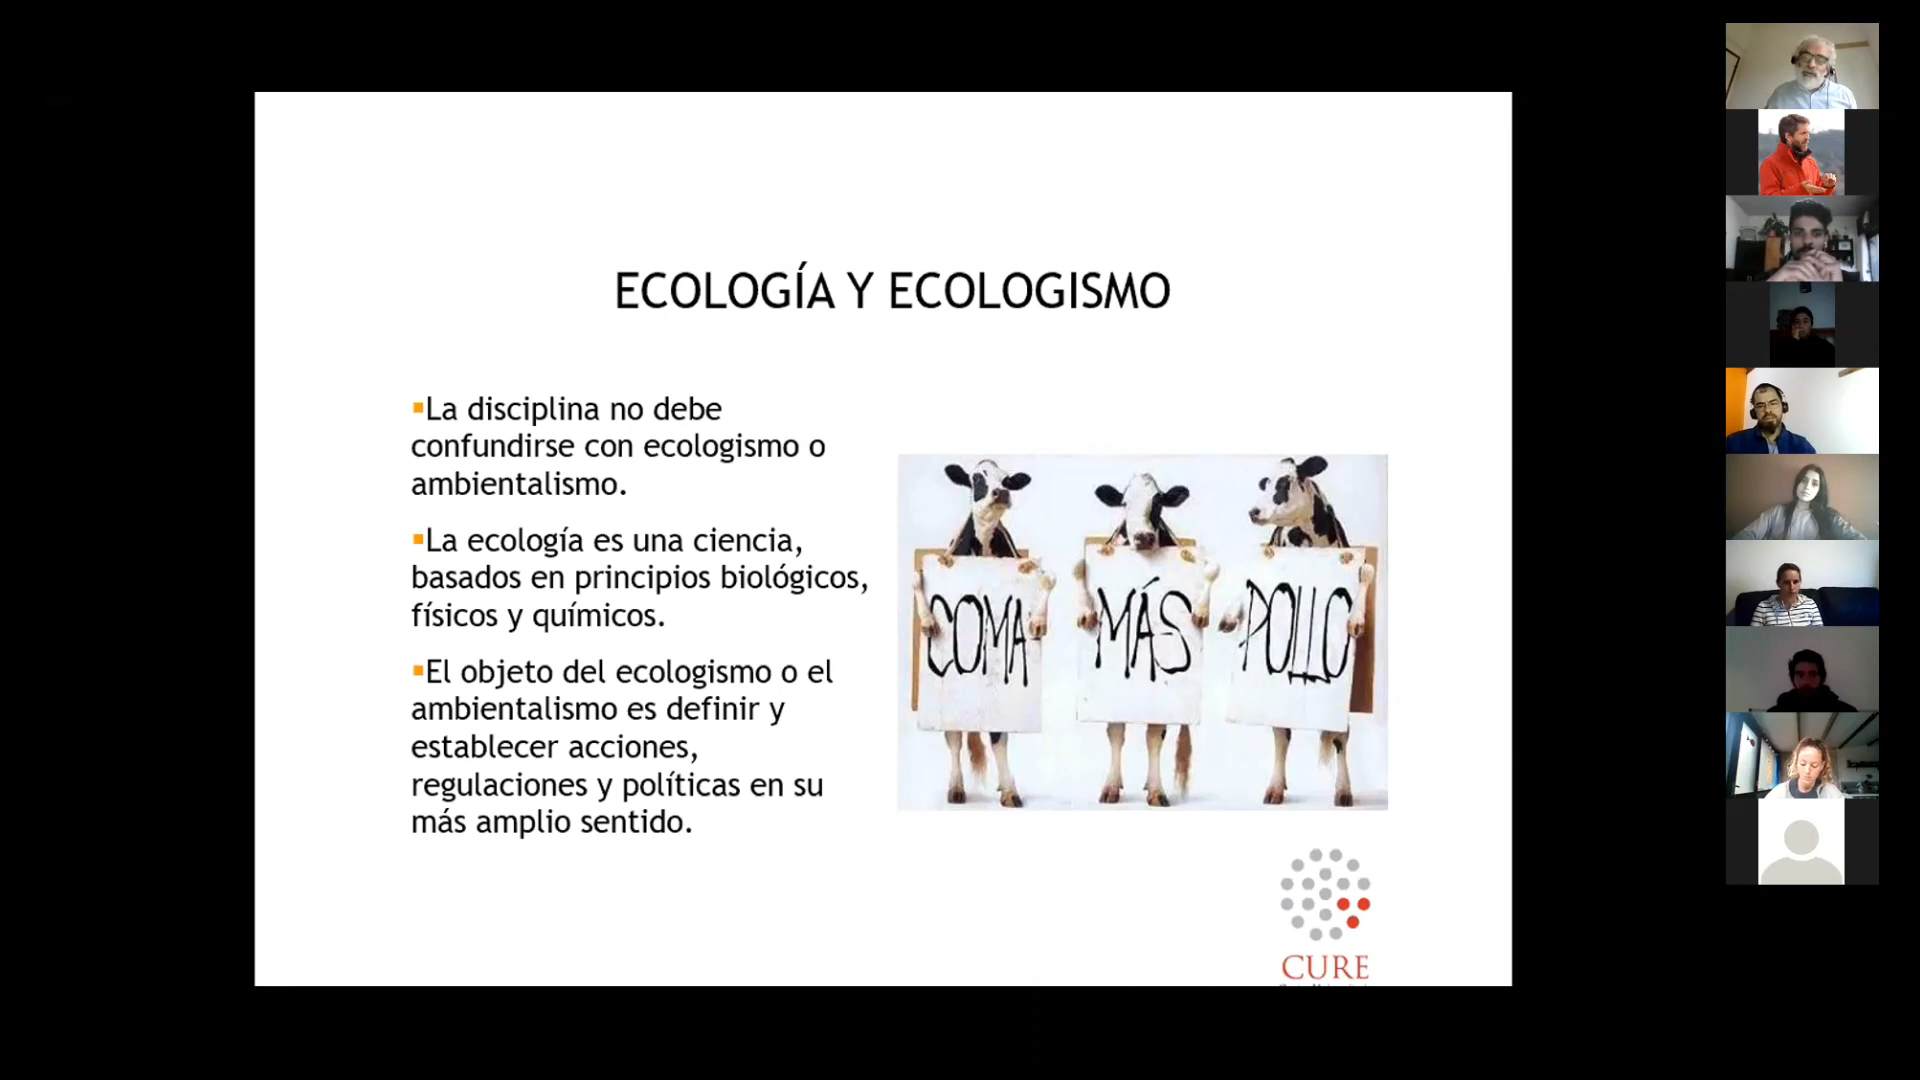 ECOLOGÍA Y ECOLOGISMO
▪La disciplina no debe
confundirse con ecologismo o
ambientalismo.
▪La ecología es una ciencia,
basados en principios biológicos,
físicos y químicos.
▪El objeto del ecologismo o el
ambientalismo es definir y
establecer acciones,
regulaciones y políticas en su
más amplio sentido.
COMA MÁS POLLO
CURE